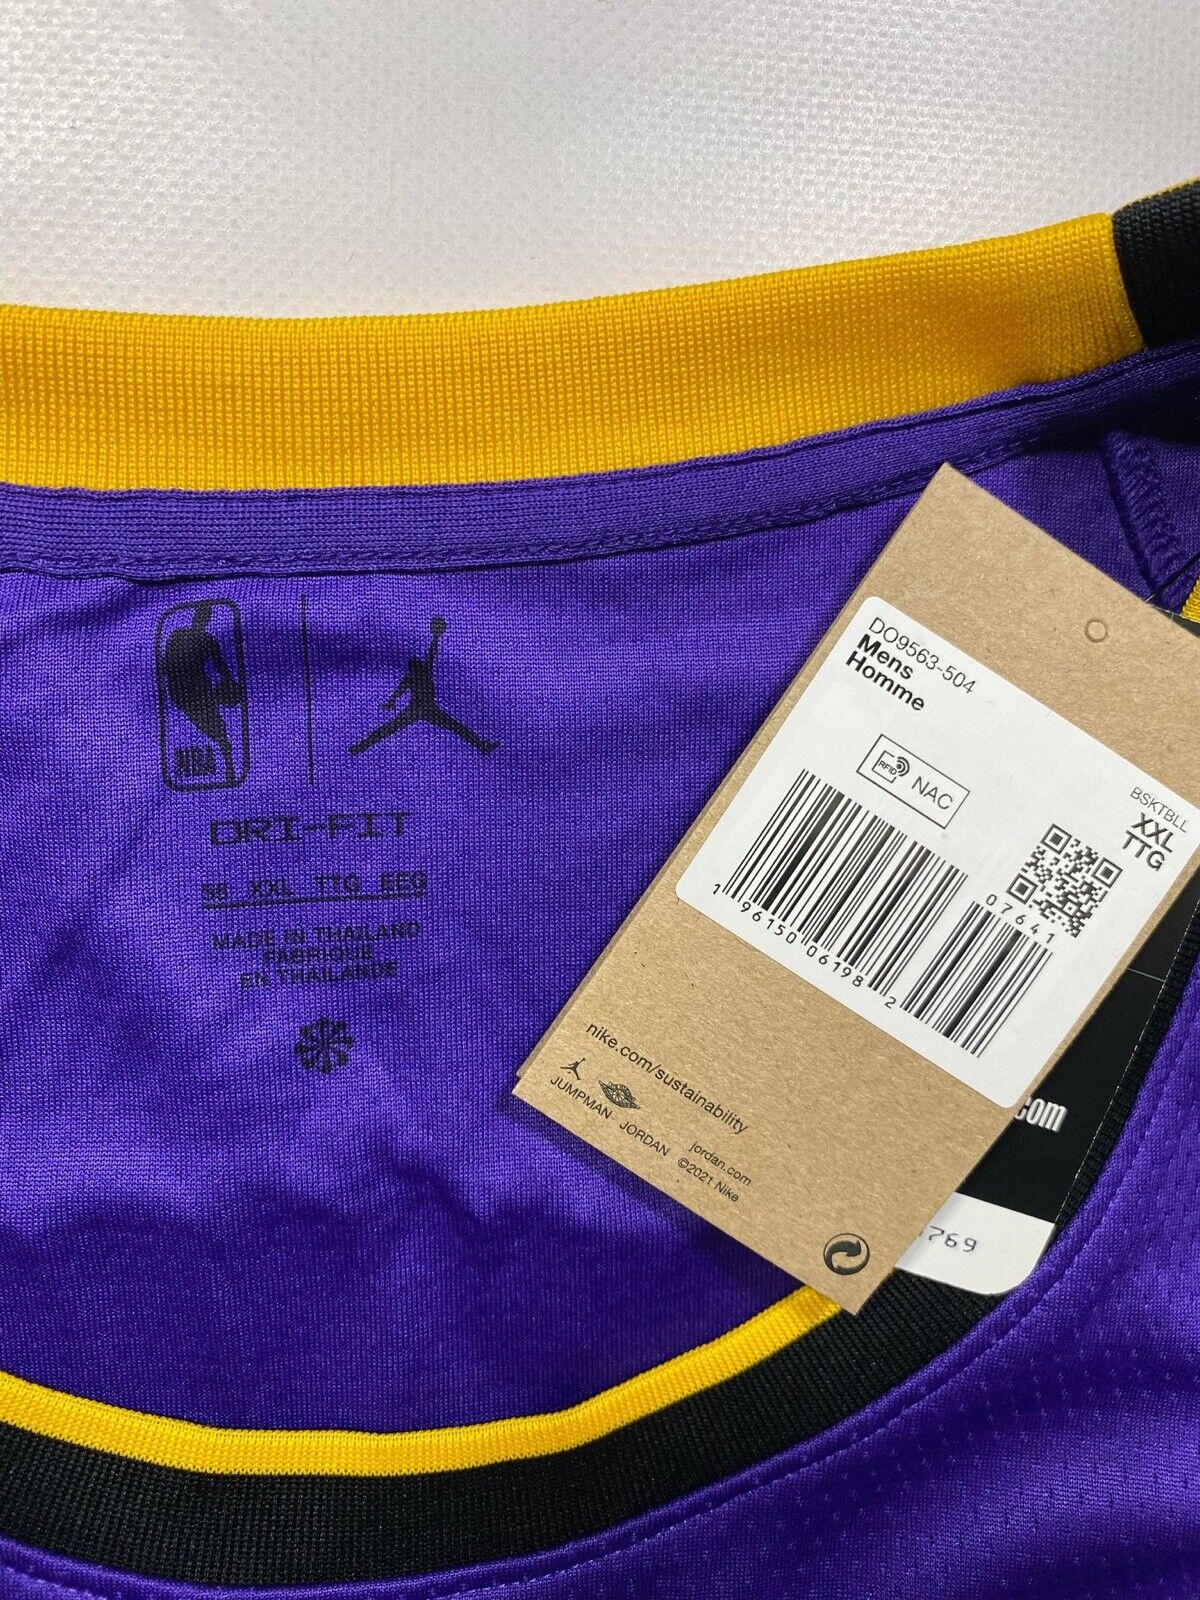 NBA
DRI-FIT
56 XXL TTG EEG
MADE IN THAILAND
FABRIQUÉ
EN THAILANDE
DO9563-504
Mens
Homme
RFID
NAC
BSKTBLL
XXL
TTG
1 96150 06198 2
07641
nike.com/sustainability
JUMPMAN
JORDAN
jordan.com
©2021 Nike
.com
769